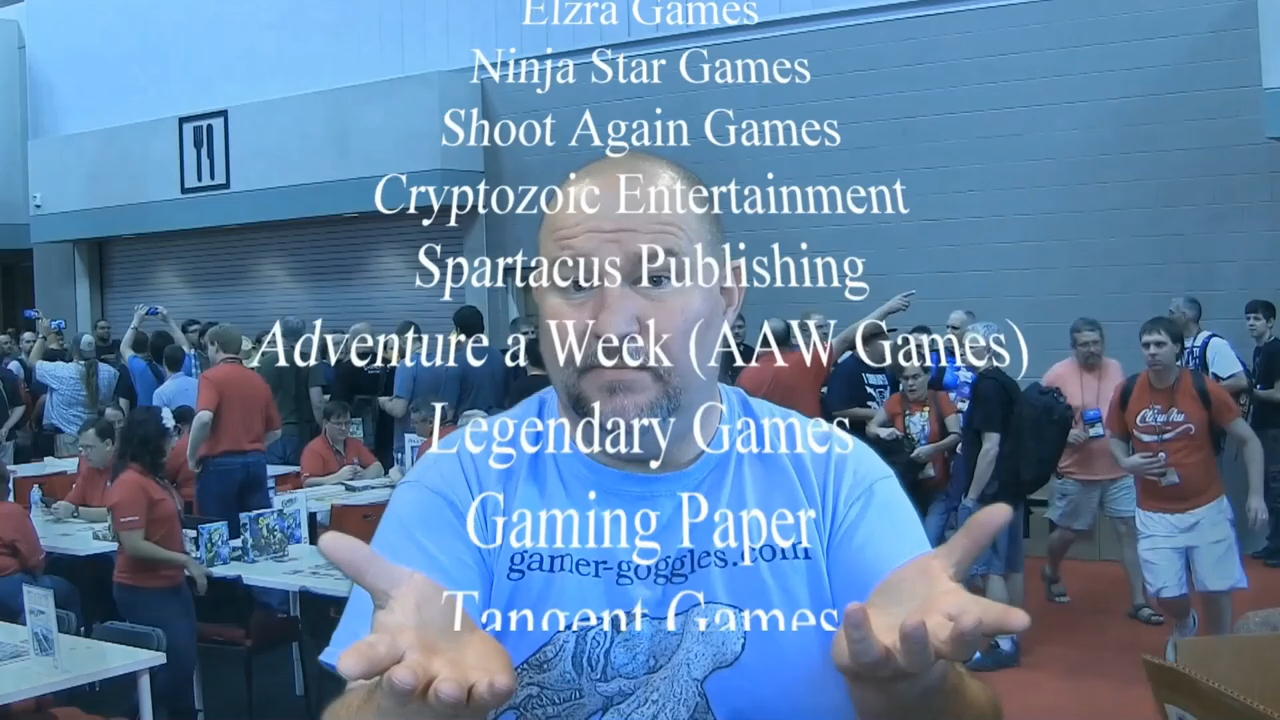 Elzra Games
Ninja Star Games
Shoot Again Games
Cryptozoic Entertainment
Spartacus Publishing
Adventure a Week (AAW Games)
Legendary Games
Gaming Paper
gamer-goggles.com
Tangent Games
Cthulhu